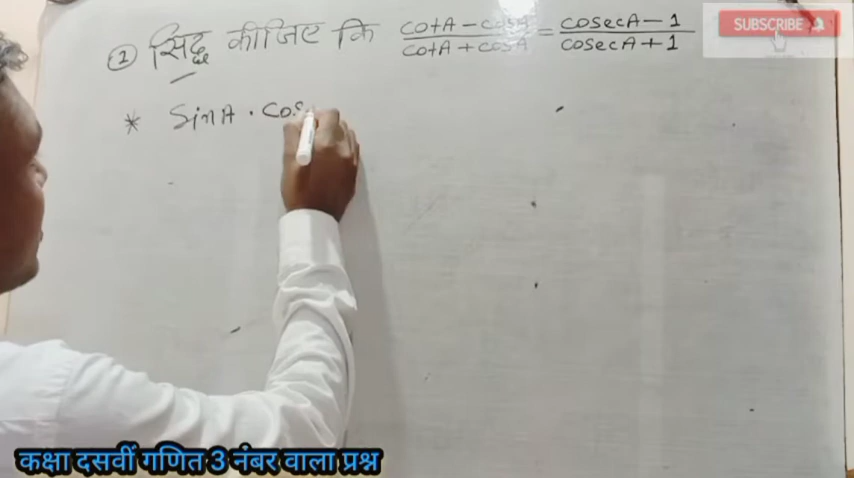 ② सिद्ध कीजिए कि cotA - cosA / cotA + cosA = cosecA - 1 / cosecA + 1
SUBSCRIBE
* SinA . Cos
कक्षा दसवीं गणित 3 नंबर वाला प्रश्न